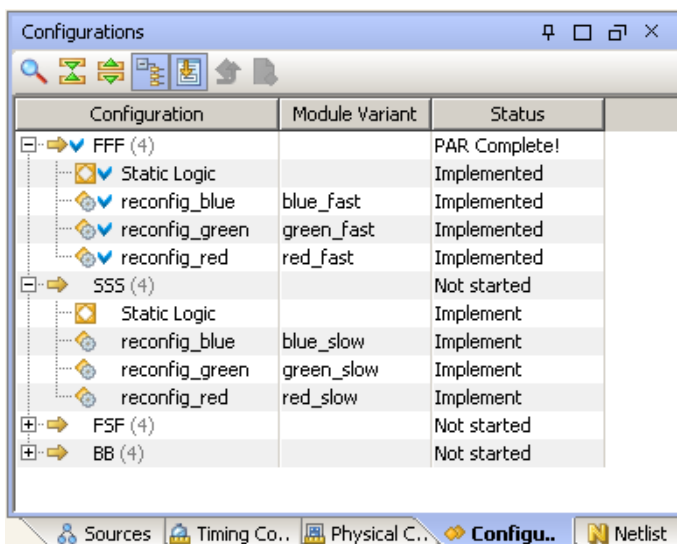 Configurations
Configuration Module Variant Status
FFF (4) PAR Complete!
Static Logic Implemented
reconfig_blue blue_fast Implemented
reconfig_green green_fast Implemented
reconfig_red red_fast Implemented
SSS (4) Not started
Static Logic Implement
reconfig_blue blue_slow Implement
reconfig_green green_slow Implement
reconfig_red red_slow Implement
FSF (4) Not started
BB (4) Not started
Sources Timing Co.. Physical C.. Configu.. Netlist